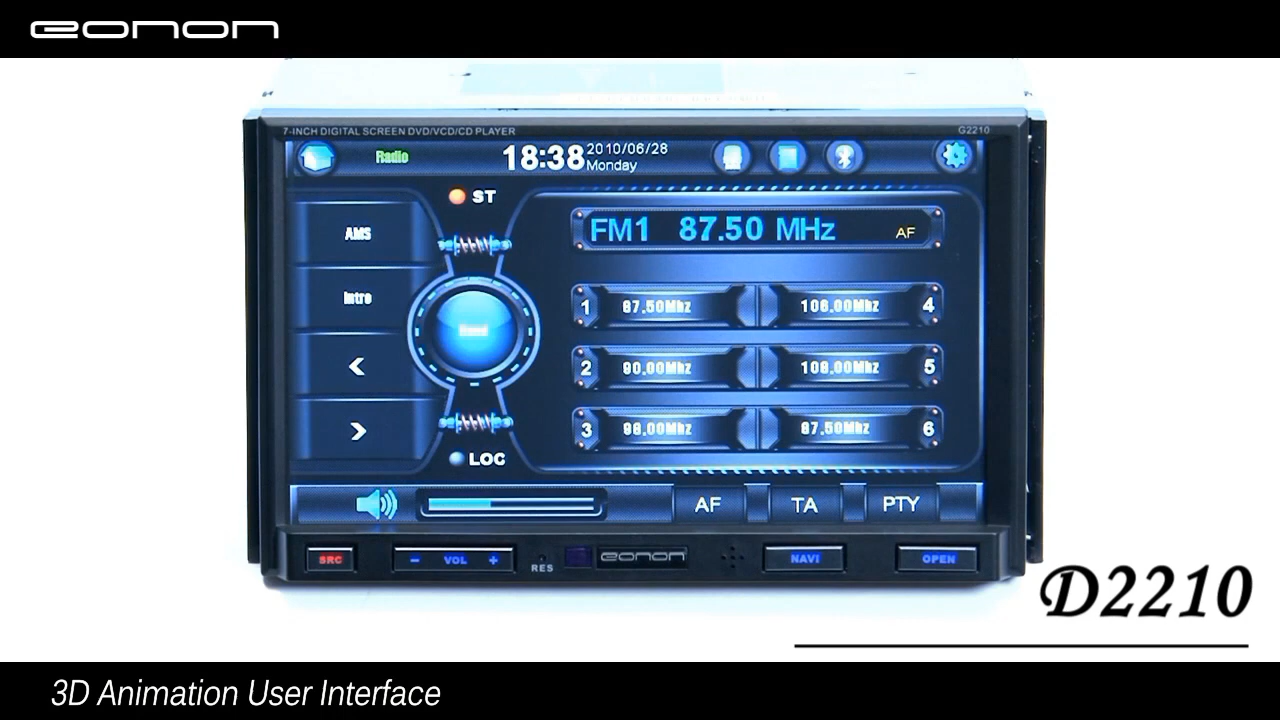 eonon
7-INCH DIGITAL SCREEN DVD/VCD/CD PLAYER
G2210
Radio
18:38
2010/06/28
Monday
ST
AMS
Intro
FM1 87.50 MHz
AF
1 87.50Mhz
106.00Mhz 4
2 90.00Mhz
108.00Mhz 5
3 98.00Mhz
87.50Mhz 6
Band
LOC
AF
TA
PTY
SRC
- VOL +
RES
eonon
NAVI
OPEN
D2210
3D Animation User Interface